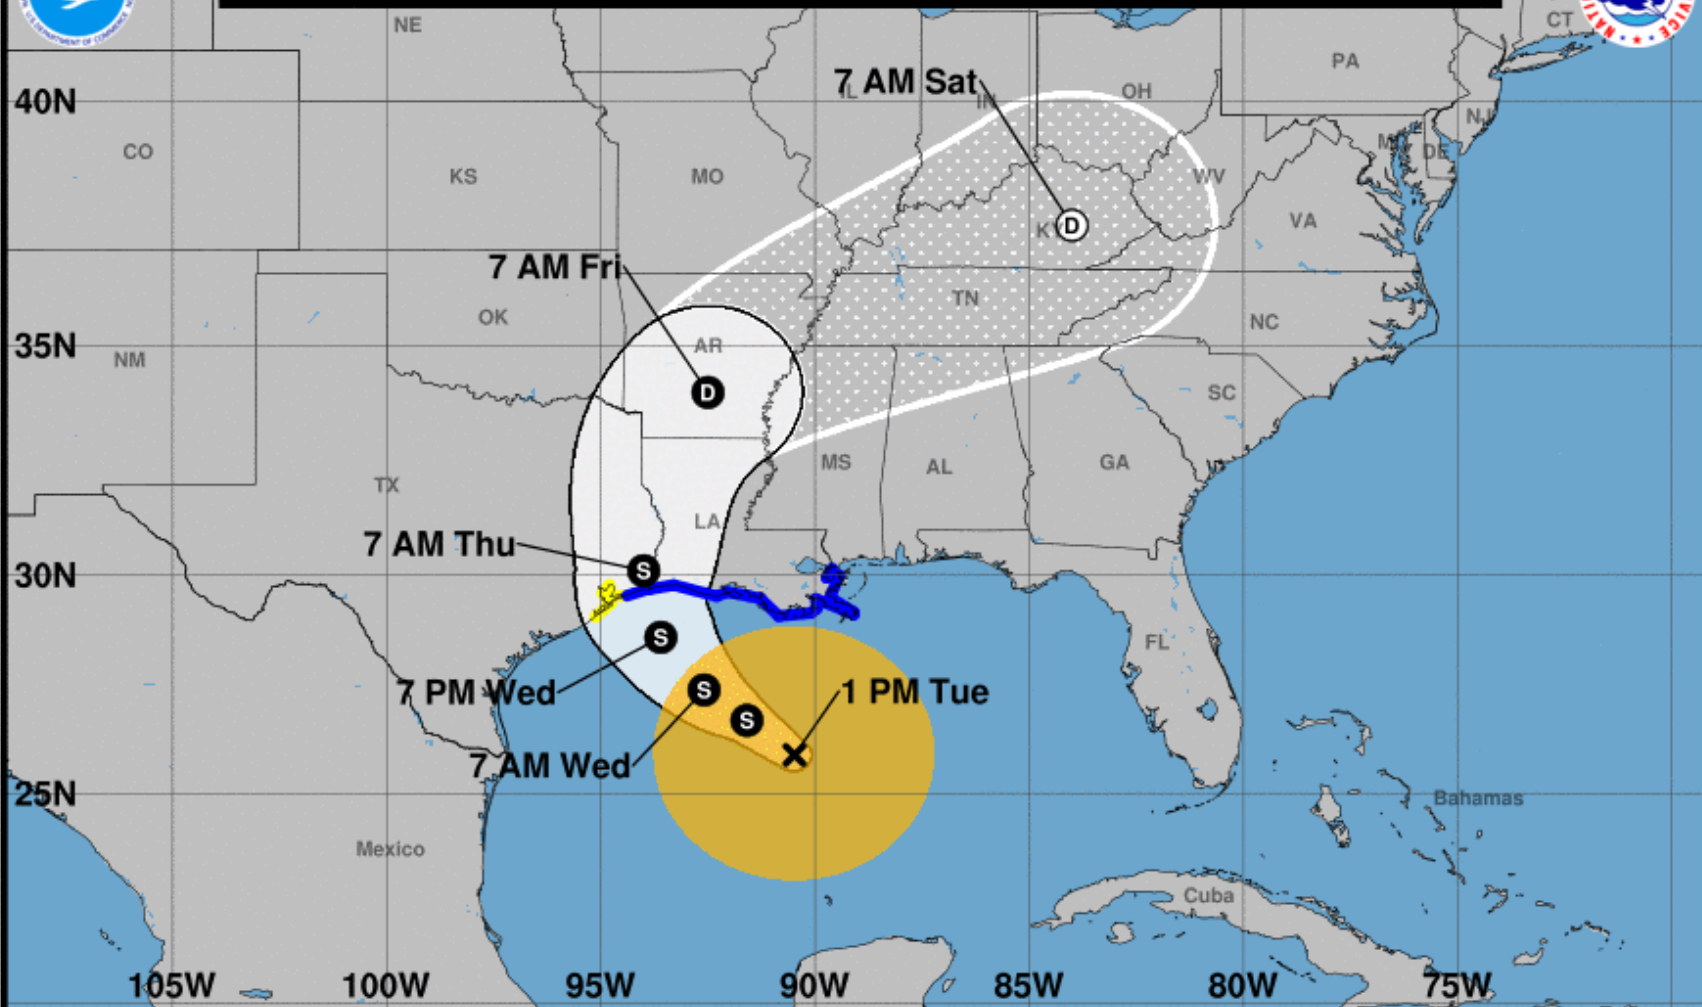 U.S. DEPARTMENT OF COMMERCE
NE
CT
7 AM Sat
IL
IN
OH
PA
NJ
40N
CO
KS
MO
DE
WV
VA
KY
7 AM Fri
OK
TN
NC
35N
NM
AR
D
D
SC
TX
MS
AL
GA
LA
7 AM Thu
S
30N
S
FL
7 PM Wed
S
1 PM Tue
S
7 AM Wed
25N
Bahamas
Mexico
Cuba
105W 100W 95W 90W 85W 80W 75W